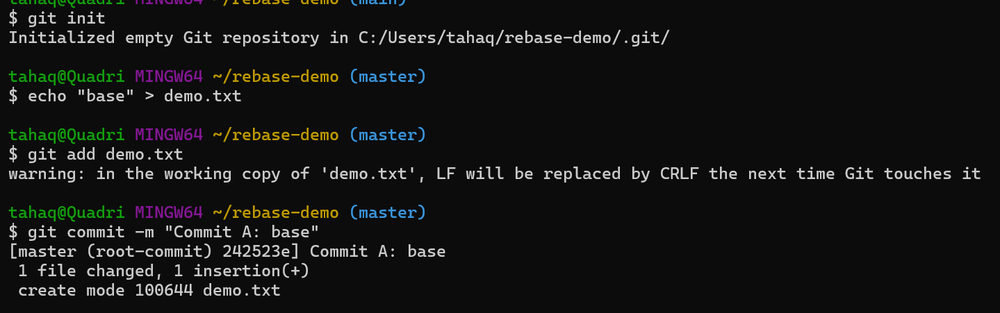 tahaq@Quadri MINGW64 ~/rebase-demo (main)
$ git init
Initialized empty Git repository in C:/Users/tahaq/rebase-demo/.git/
tahaq@Quadri MINGW64 ~/rebase-demo (master)
$ echo "base" > demo.txt
tahaq@Quadri MINGW64 ~/rebase-demo (master)
$ git add demo.txt
warning: in the working copy of 'demo.txt', LF will be replaced by CRLF the next time Git touches it
tahaq@Quadri MINGW64 ~/rebase-demo (master)
$ git commit -m "Commit A: base"
[master (root-commit) 242523e] Commit A: base
 1 file changed, 1 insertion(+)
 create mode 100644 demo.txt